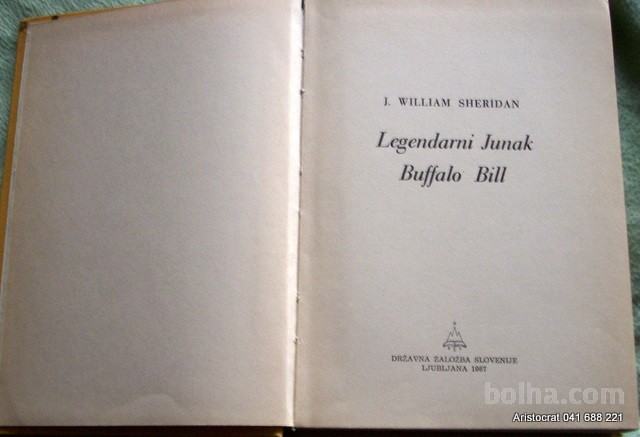 J. WILLIAM SHERIDAN
Legendarni Junak
Buffalo Bill
DRŽAVNA ZALOŽBA SLOVENIJE
LJUBLJANA 1967
bolha.com
Aristocrat 041 688 221